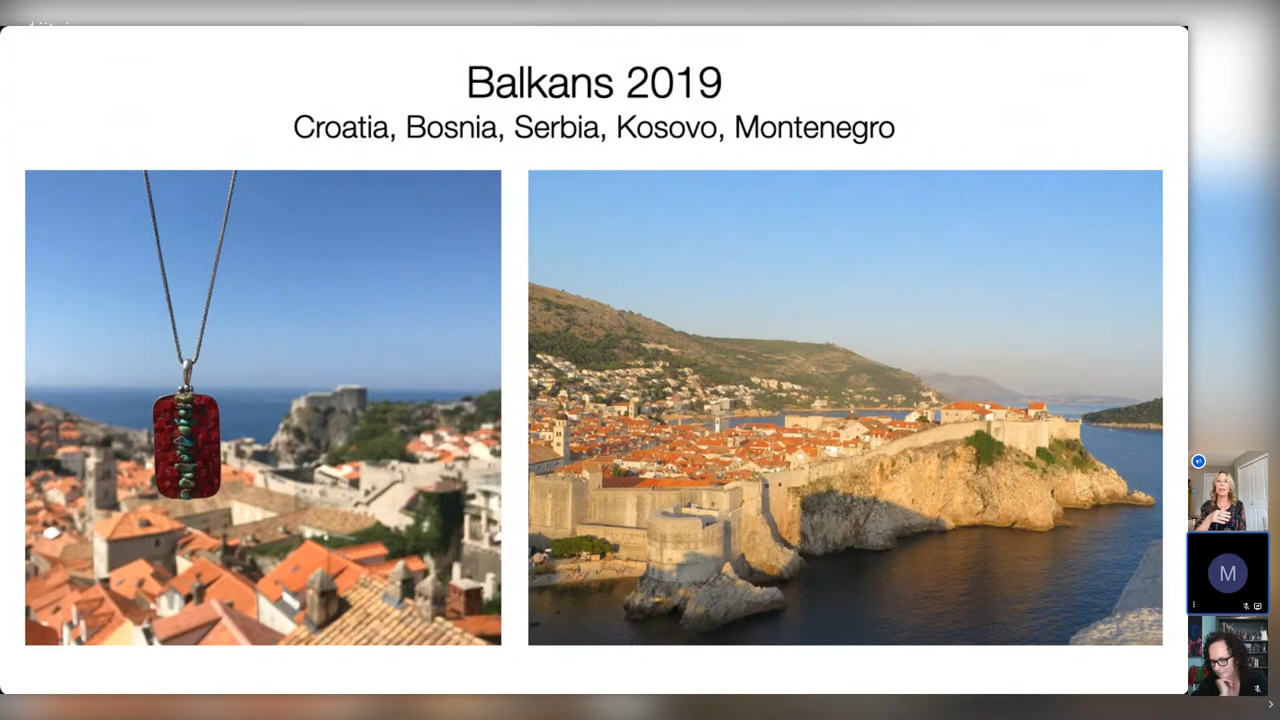 Balkans 2019
Croatia, Bosnia, Serbia, Kosovo, Montenegro
M